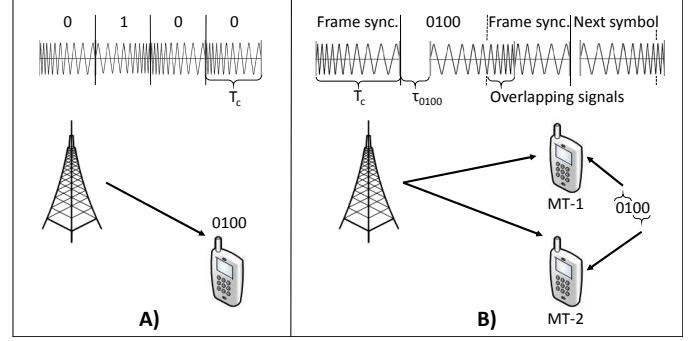 0 1 0 0
T_c
0100
A)
Frame sync. 0100 Frame sync. Next symbol
T_c τ_0100 Overlapping signals
MT-1
0100
MT-2
B)